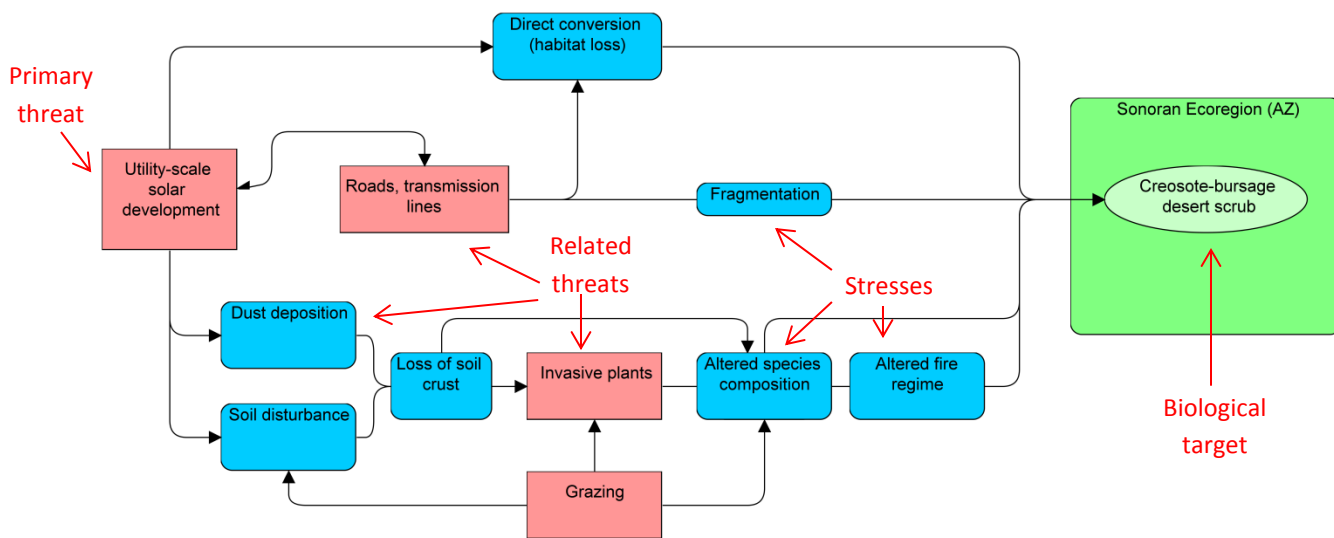 Direct conversion
(habitat loss)
Primary
threat
Sonoran Ecoregion (AZ)
Utility-scale
solar
development
Roads, transmission
lines
Fragmentation
Creosote-bursage
desert scrub
Related
threats
Stresses
Dust deposition
Loss of soil
crust
Invasive plants
Altered species
composition
Altered fire
regime
Soil disturbance
Biological
target
Grazing